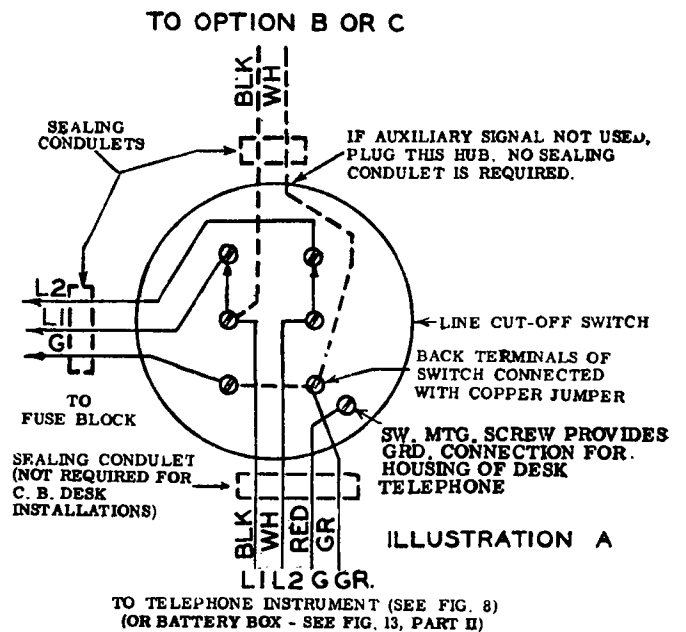 TO OPTION B OR C
BLK
WH
SEALING
CONDULETS
IF AUXILIARY SIGNAL NOT USED,
PLUG THIS HUB. NO SEALING
CONDULET IS REQUIRED.
L2
L1
G
TO
FUSE BLOCK
LINE CUT-OFF SWITCH
BACK TERMINALS OF
SWITCH CONNECTED
WITH COPPER JUMPER
SW. MTG. SCREW PROVIDES
GRD. CONNECTION FOR
HOUSING OF DESK
TELEPHONE
SEALING CONDULET
(NOT REQUIRED FOR
C. B. DESK
INSTALLATIONS)
BLK
WH
RED
GR
ILLUSTRATION A
L1 L2 G GR.
TO TELEPHONE INSTRUMENT (SEE FIG. 8)
(OR BATTERY BOX - SEE FIG. 13, PART II)